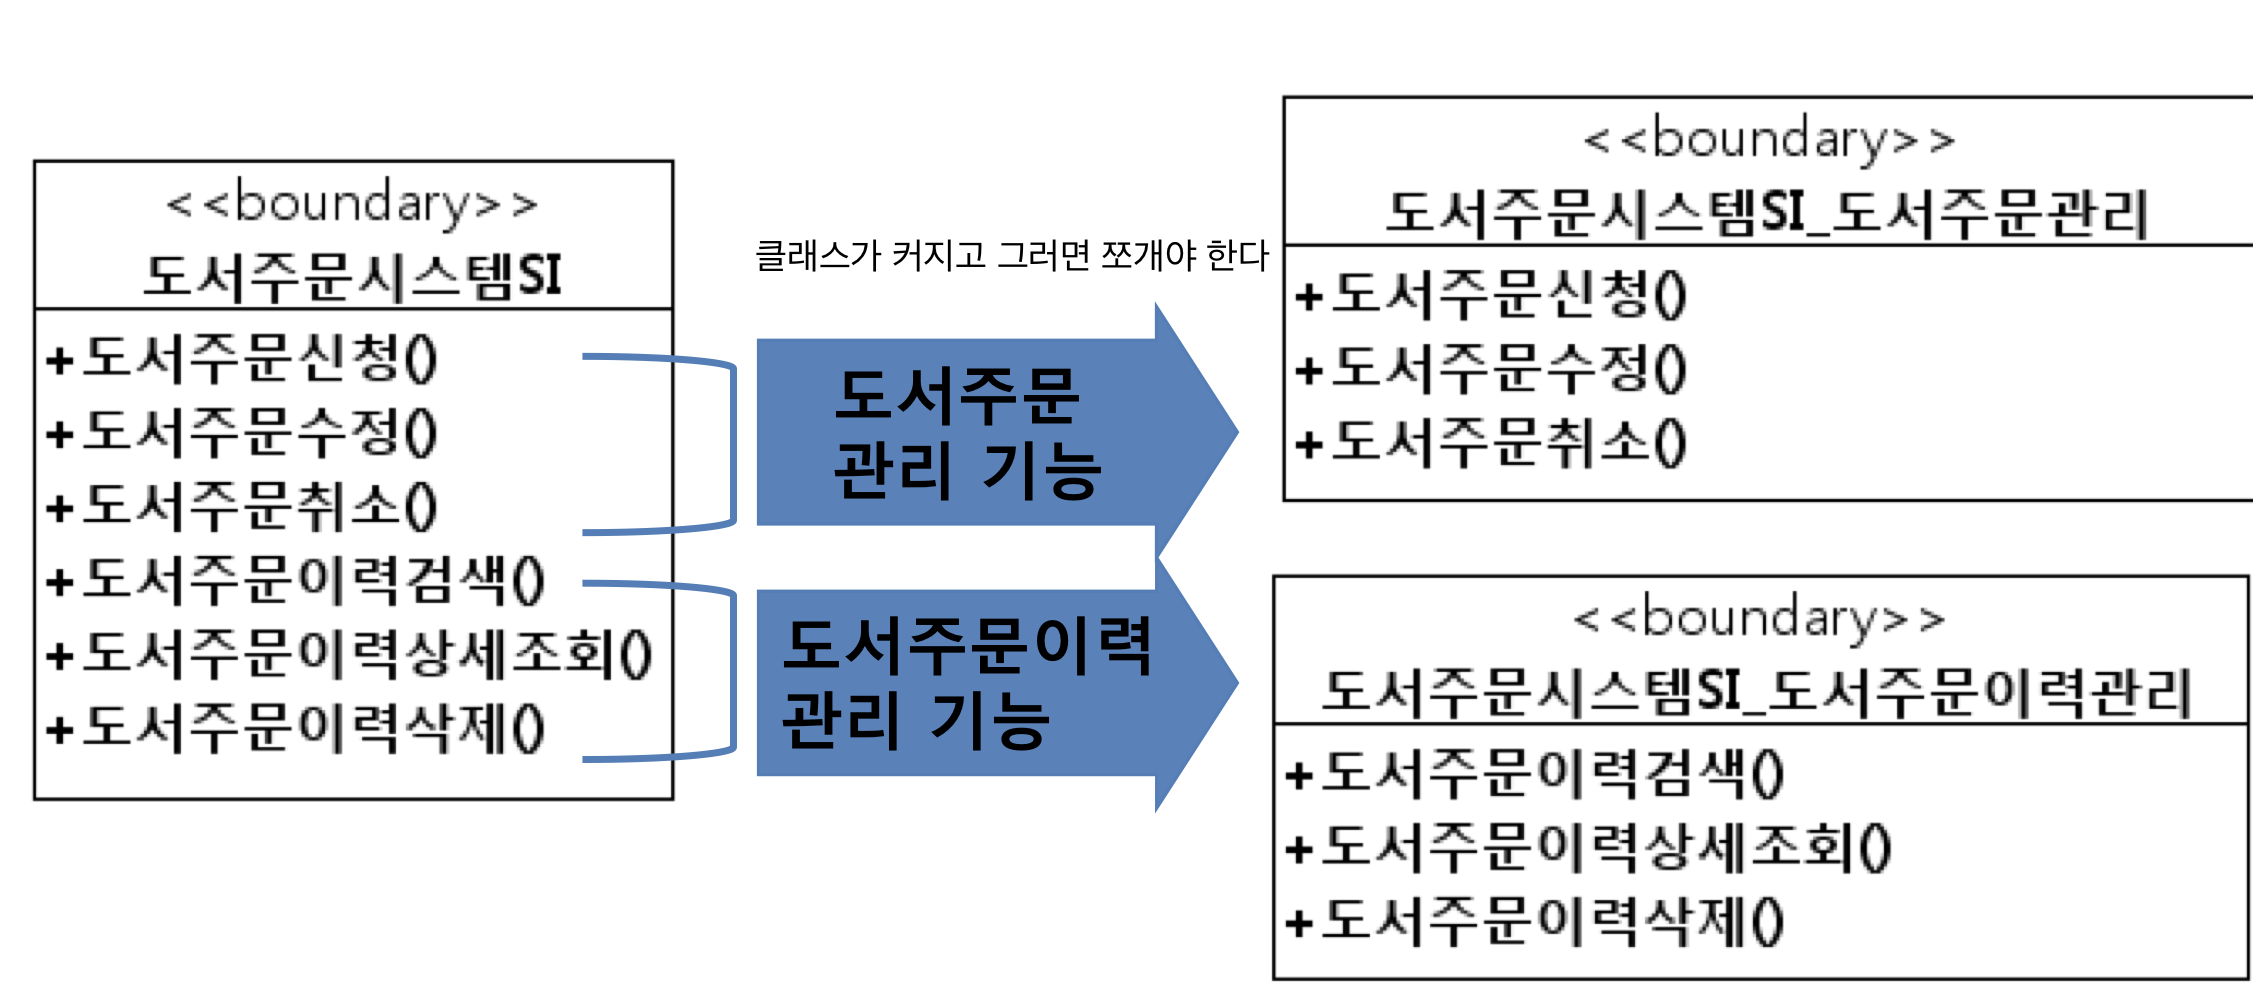 <<boundary>>
도서주문시스템SI
+도서주문신청()
+도서주문수정()
+도서주문취소()
+도서주문이력검색()
+도서주문이력상세조회()
+도서주문이력삭제()
클래스가 커지고 그러면 쪼개야 한다
도서주문
관리 기능
도서주문이력
관리 기능
<<boundary>>
도서주문시스템SI_도서주문관리
+도서주문신청()
+도서주문수정()
+도서주문취소()
<<boundary>>
도서주문시스템SI_도서주문이력관리
+도서주문이력검색()
+도서주문이력상세조회()
+도서주문이력삭제()